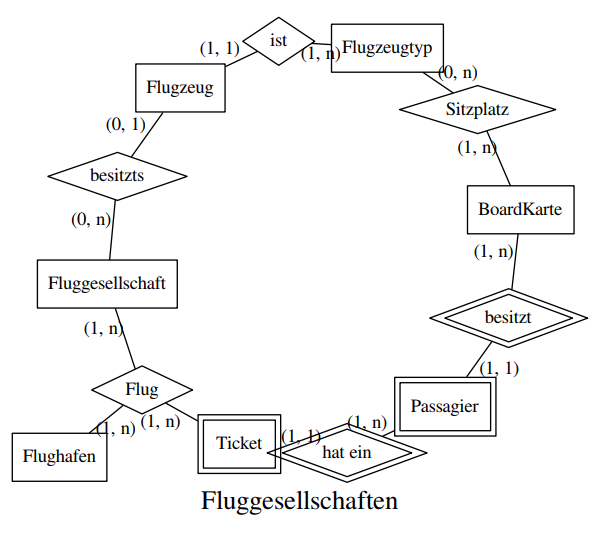 ist
Flugzeugtyp
(1, 1)
(1, n)
Flugzeug
(0, n)
Sitzplatz
(0, 1)
(1, n)
besitzts
BoardKarte
(0, n)
(1, n)
Fluggesellschaft
besitzt
(1, n)
(1, 1)
Flug
Passagier
(1, n)
(1, n)
(1, n)
Ticket
(1, 1)
hat ein
Flughafen
Fluggesellschaften